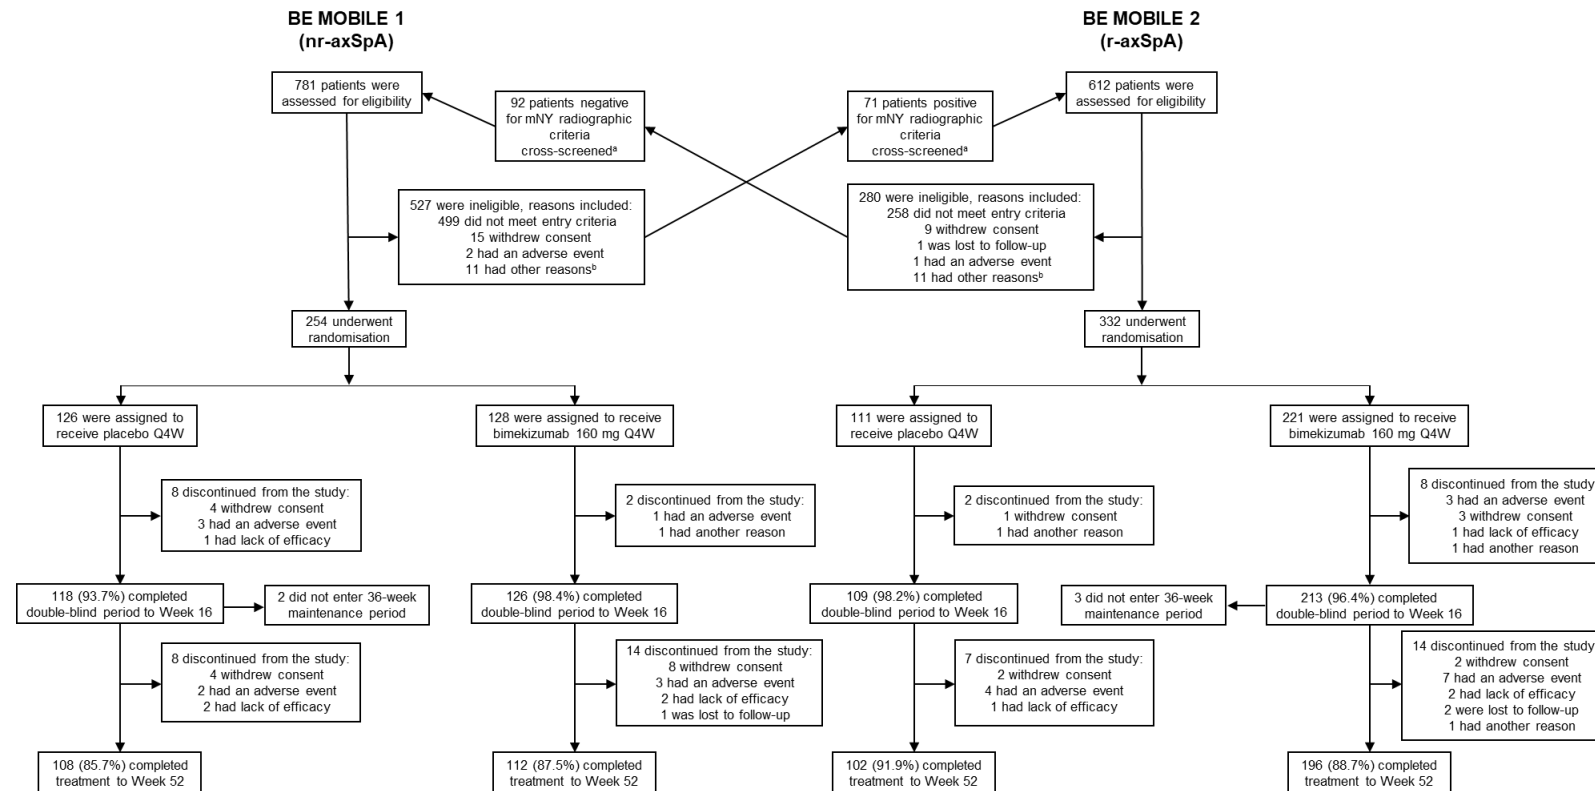 BE MOBILE 1
(nr-axSpA)
781 patients were
assessed for eligibility
92 patients negative
for mNY radiographic
criteria
cross-screenedᵃ
527 were ineligible, reasons included:
499 did not meet entry criteria
15 withdrew consent
2 had an adverse event
11 had other reasonsᵇ
254 underwent
randomisation
126 were assigned to
receive placebo Q4W
8 discontinued from the study:
4 withdrew consent
3 had an adverse event
1 had lack of efficacy
118 (93.7%) completed
double-blind period to Week 16
2 did not enter 36-week
maintenance period
8 discontinued from the study:
4 withdrew consent
2 had an adverse event
2 had lack of efficacy
108 (85.7%) completed
treatment to Week 52
128 were assigned to receive
bimekizumab 160 mg Q4W
2 discontinued from the study:
1 had an adverse event
1 had another reason
126 (98.4%) completed
double-blind period to Week 16
14 discontinued from the study:
8 withdrew consent
3 had an adverse event
2 had lack of efficacy
1 was lost to follow-up
112 (87.5%) completed
treatment to Week 52
BE MOBILE 2
(r-axSpA)
612 patients were
assessed for eligibility
71 patients positive
for mNY radiographic
criteria
cross-screenedᵃ
280 were ineligible, reasons included:
258 did not meet entry criteria
9 withdrew consent
1 was lost to follow-up
1 had an adverse event
11 had other reasonsᵇ
332 underwent
randomisation
111 were assigned to
receive placebo Q4W
2 discontinued from the study:
1 withdrew consent
1 had another reason
109 (98.2%) completed
double-blind period to Week 16
7 discontinued from the study:
2 withdrew consent
4 had an adverse event
1 had lack of efficacy
102 (91.9%) completed
treatment to Week 52
221 were assigned to receive
bimekizumab 160 mg Q4W
8 discontinued from the study:
3 had an adverse event
3 withdrew consent
1 had lack of efficacy
1 had another reason
213 (96.4%) completed
double-blind period to Week 16
3 did not enter 36-week
maintenance period
14 discontinued from the study:
2 withdrew consent
7 had an adverse event
2 had lack of efficacy
2 were lost to follow-up
1 had another reason
196 (88.7%) completed
treatment to Week 52